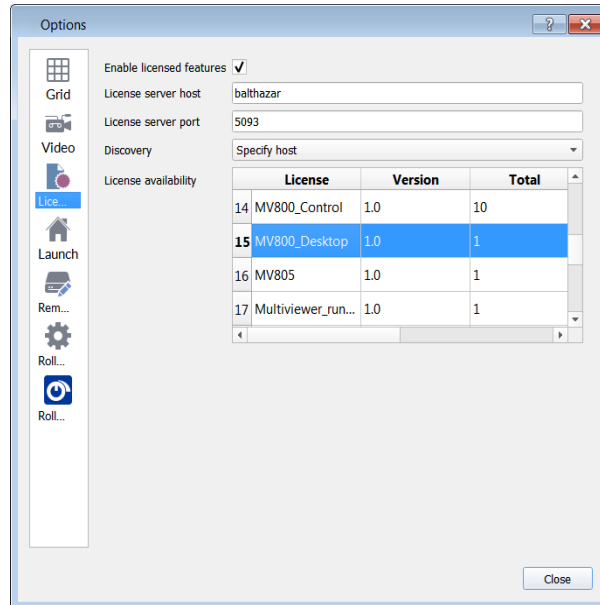 Options
?
Grid
Video
Lice...
Launch
Rem...
Roll...
Roll...
Enable licensed features
License server host balthazar
License server port 5093
Discovery Specify host
License availability License Version Total
14 MV800_Control 1.0 10
15 MV800_Desktop 1.0 1
16 MV805 1.0 1
17 Multiviewer_run... 1.0 1
Close